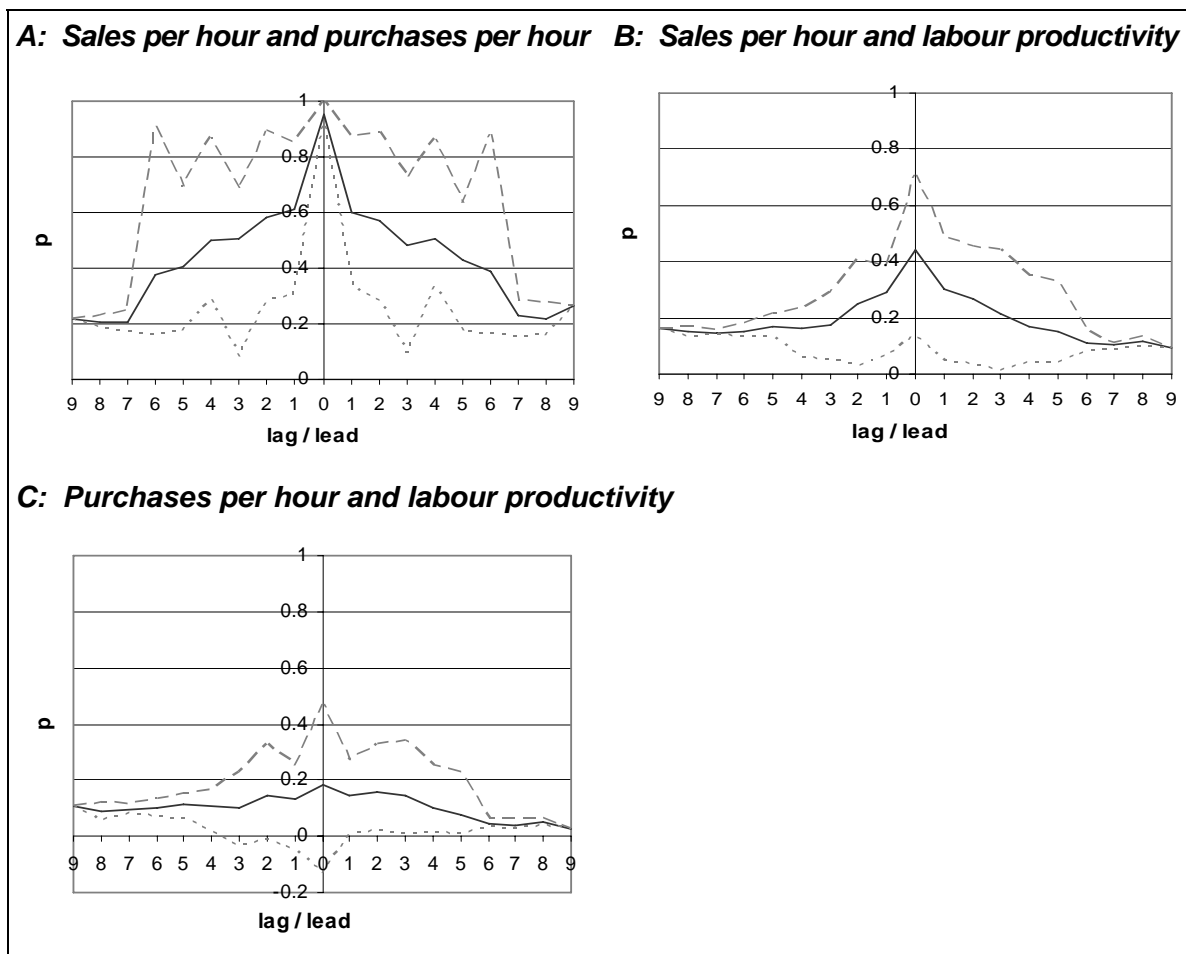 A: Sales per hour and purchases per hour
1
0.8
0.6
0.4
0.2
0
p
9 8 7 6 5 4 3 2 1 0 1 2 3 4 5 6 7 8 9
lag / lead
B: Sales per hour and labour productivity
1
0.8
0.6
0.4
0.2
0
p
9 8 7 6 5 4 3 2 1 0 1 2 3 4 5 6 7 8 9
lag / lead
C: Purchases per hour and labour productivity
1
0.8
0.6
0.4
0.2
0
-0.2
p
9 8 7 6 5 4 3 2 1 0 1 2 3 4 5 6 7 8 9
lag / lead